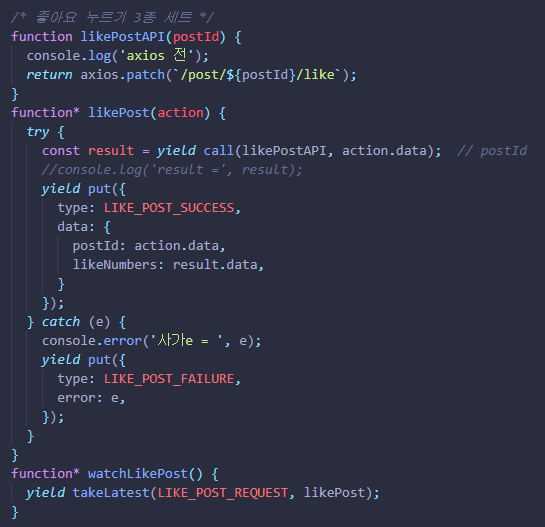 /* 좋아요 누르기 3종 세트 */
function likePostAPI(postId) {
  console.log('axios 전');
  return axios.patch(`/post/${postId}/like`);
}
function* likePost(action) {
  try {
    const result = yield call(likePostAPI, action.data);  // postId
    //console.log('result =', result);
    yield put({
      type: LIKE_POST_SUCCESS,
      data: {
        postId: action.data,
        likeNumbers: result.data,
      }
    });
  } catch (e) {
    console.error('사가e = ', e);
    yield put({
      type: LIKE_POST_FAILURE,
      error: e,
    });
  }
}
function* watchLikePost() {
  yield takeLatest(LIKE_POST_REQUEST, likePost);
}